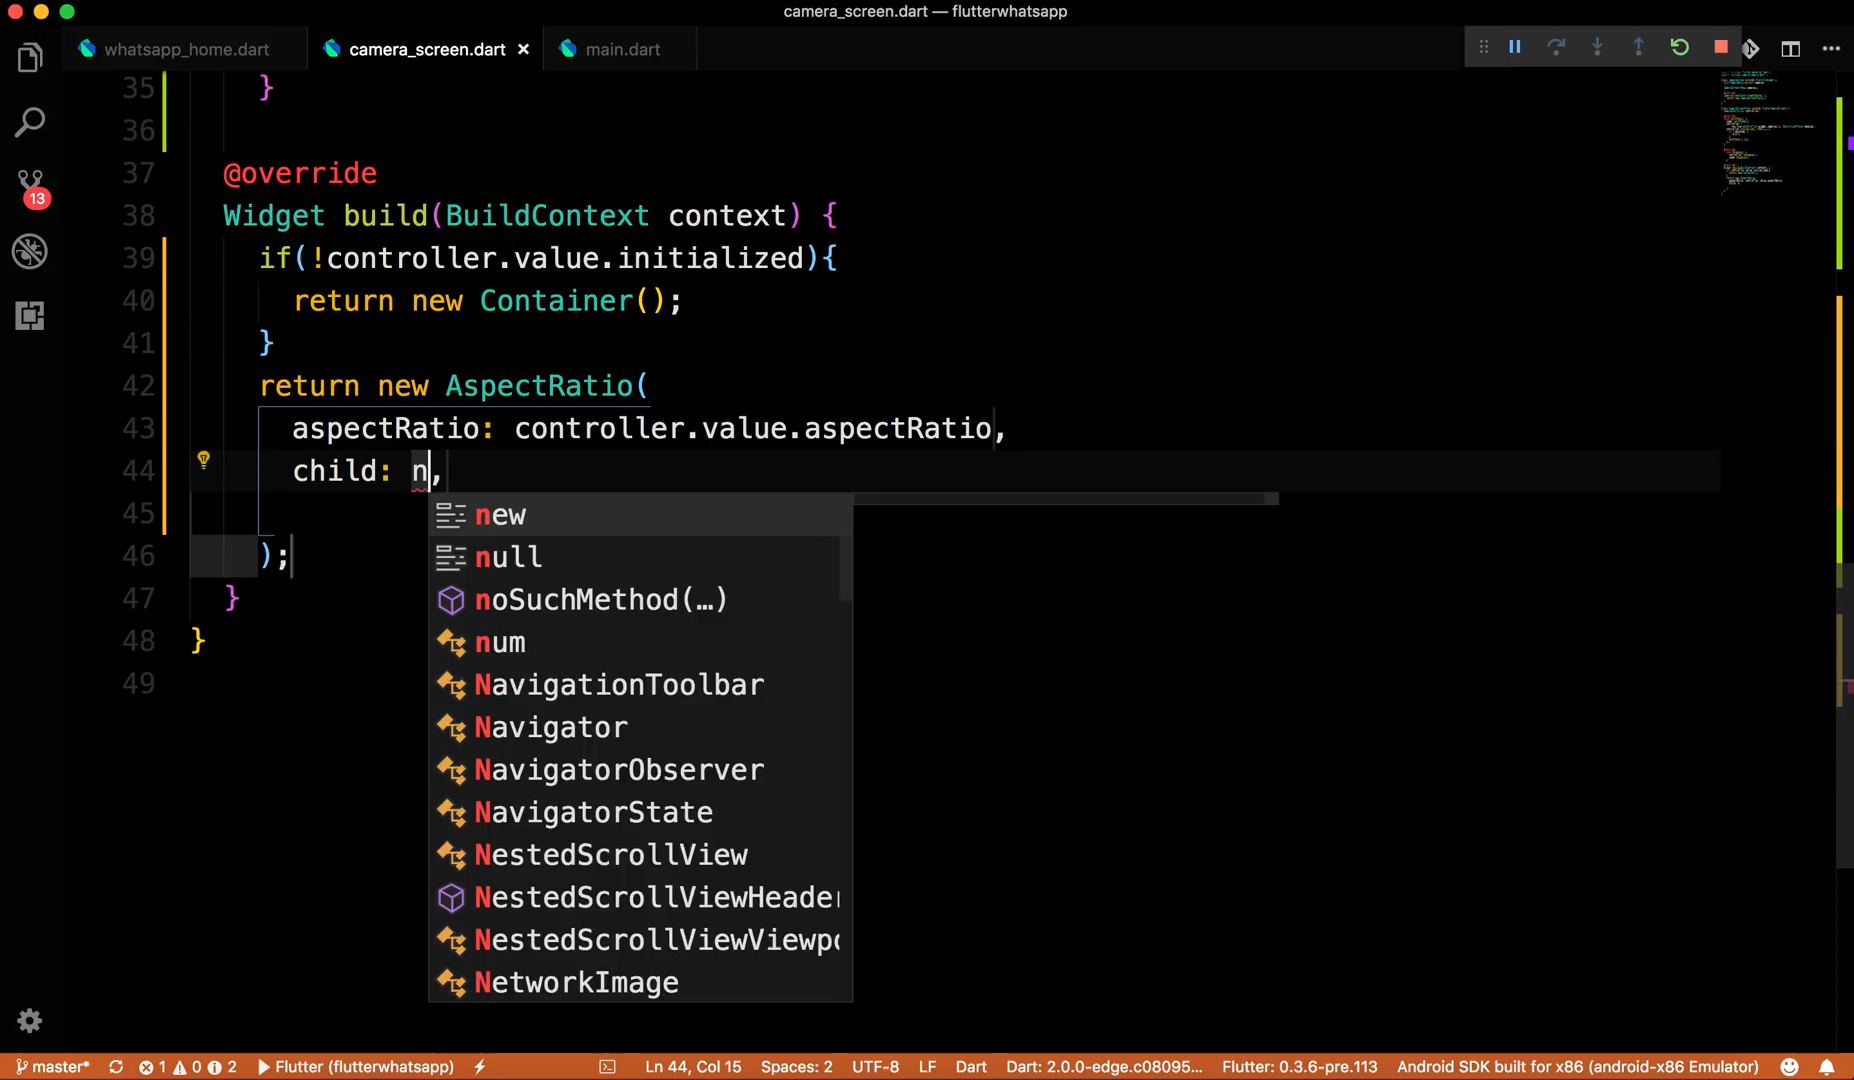 camera_screen.dart — flutterwhatsapp
whatsapp_home.dart
camera_screen.dart
main.dart
35 }
36
37 @override
38 Widget build(BuildContext context) {
39 if(!controller.value.initialized){
40 return new Container();
41 }
42 return new AspectRatio(
43 aspectRatio: controller.value.aspectRatio,
44 child: n,
45
46 );
47 }
48 }
49
new
null
noSuchMethod(…)
num
NavigationToolbar
Navigator
NavigatorObserver
NavigatorState
NestedScrollView
NestedScrollViewHeader
NestedScrollViewViewpo
NetworkImage
13
master* 1 0 2 Flutter (flutterwhatsapp) Ln 44, Col 15 Spaces: 2 UTF-8 LF Dart Dart: 2.0.0-edge.c08095... Flutter: 0.3.6-pre.113 Android SDK built for x86 (android-x86 Emulator)